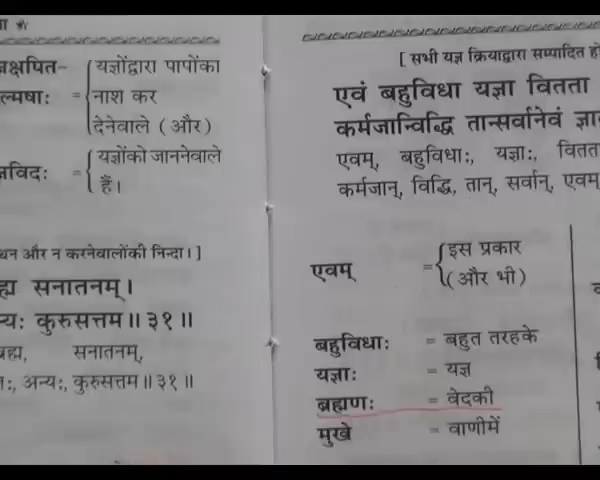 यज्ञोंद्वारा पापोंका
ल्मषाः = नाश कर
देनेवाले (और)
यज्ञोंको जाननेवाले
हैं।
और न करनेवालोंकी निन्दा।]
सनातनम्।
कुरुसत्तम॥३१॥
सनातनम्,
अन्यः, कुरुसत्तम॥३१॥
[ सभी यज्ञ क्रियाद्वारा सम्पादित
एवं बहुविधा यज्ञा वितता
कर्मजान्विद्धि तान्सर्वानेवं
एवम्, बहुविधाः, यज्ञाः,
कर्मजान्, विद्धि, तान्, सर्वान्, एवम्
एवम् = इस प्रकार
(और भी)
बहुविधाः = बहुत तरहके
यज्ञाः = यज्ञ
ब्रह्मणः = वेदकी
मुखे = वाणीमें